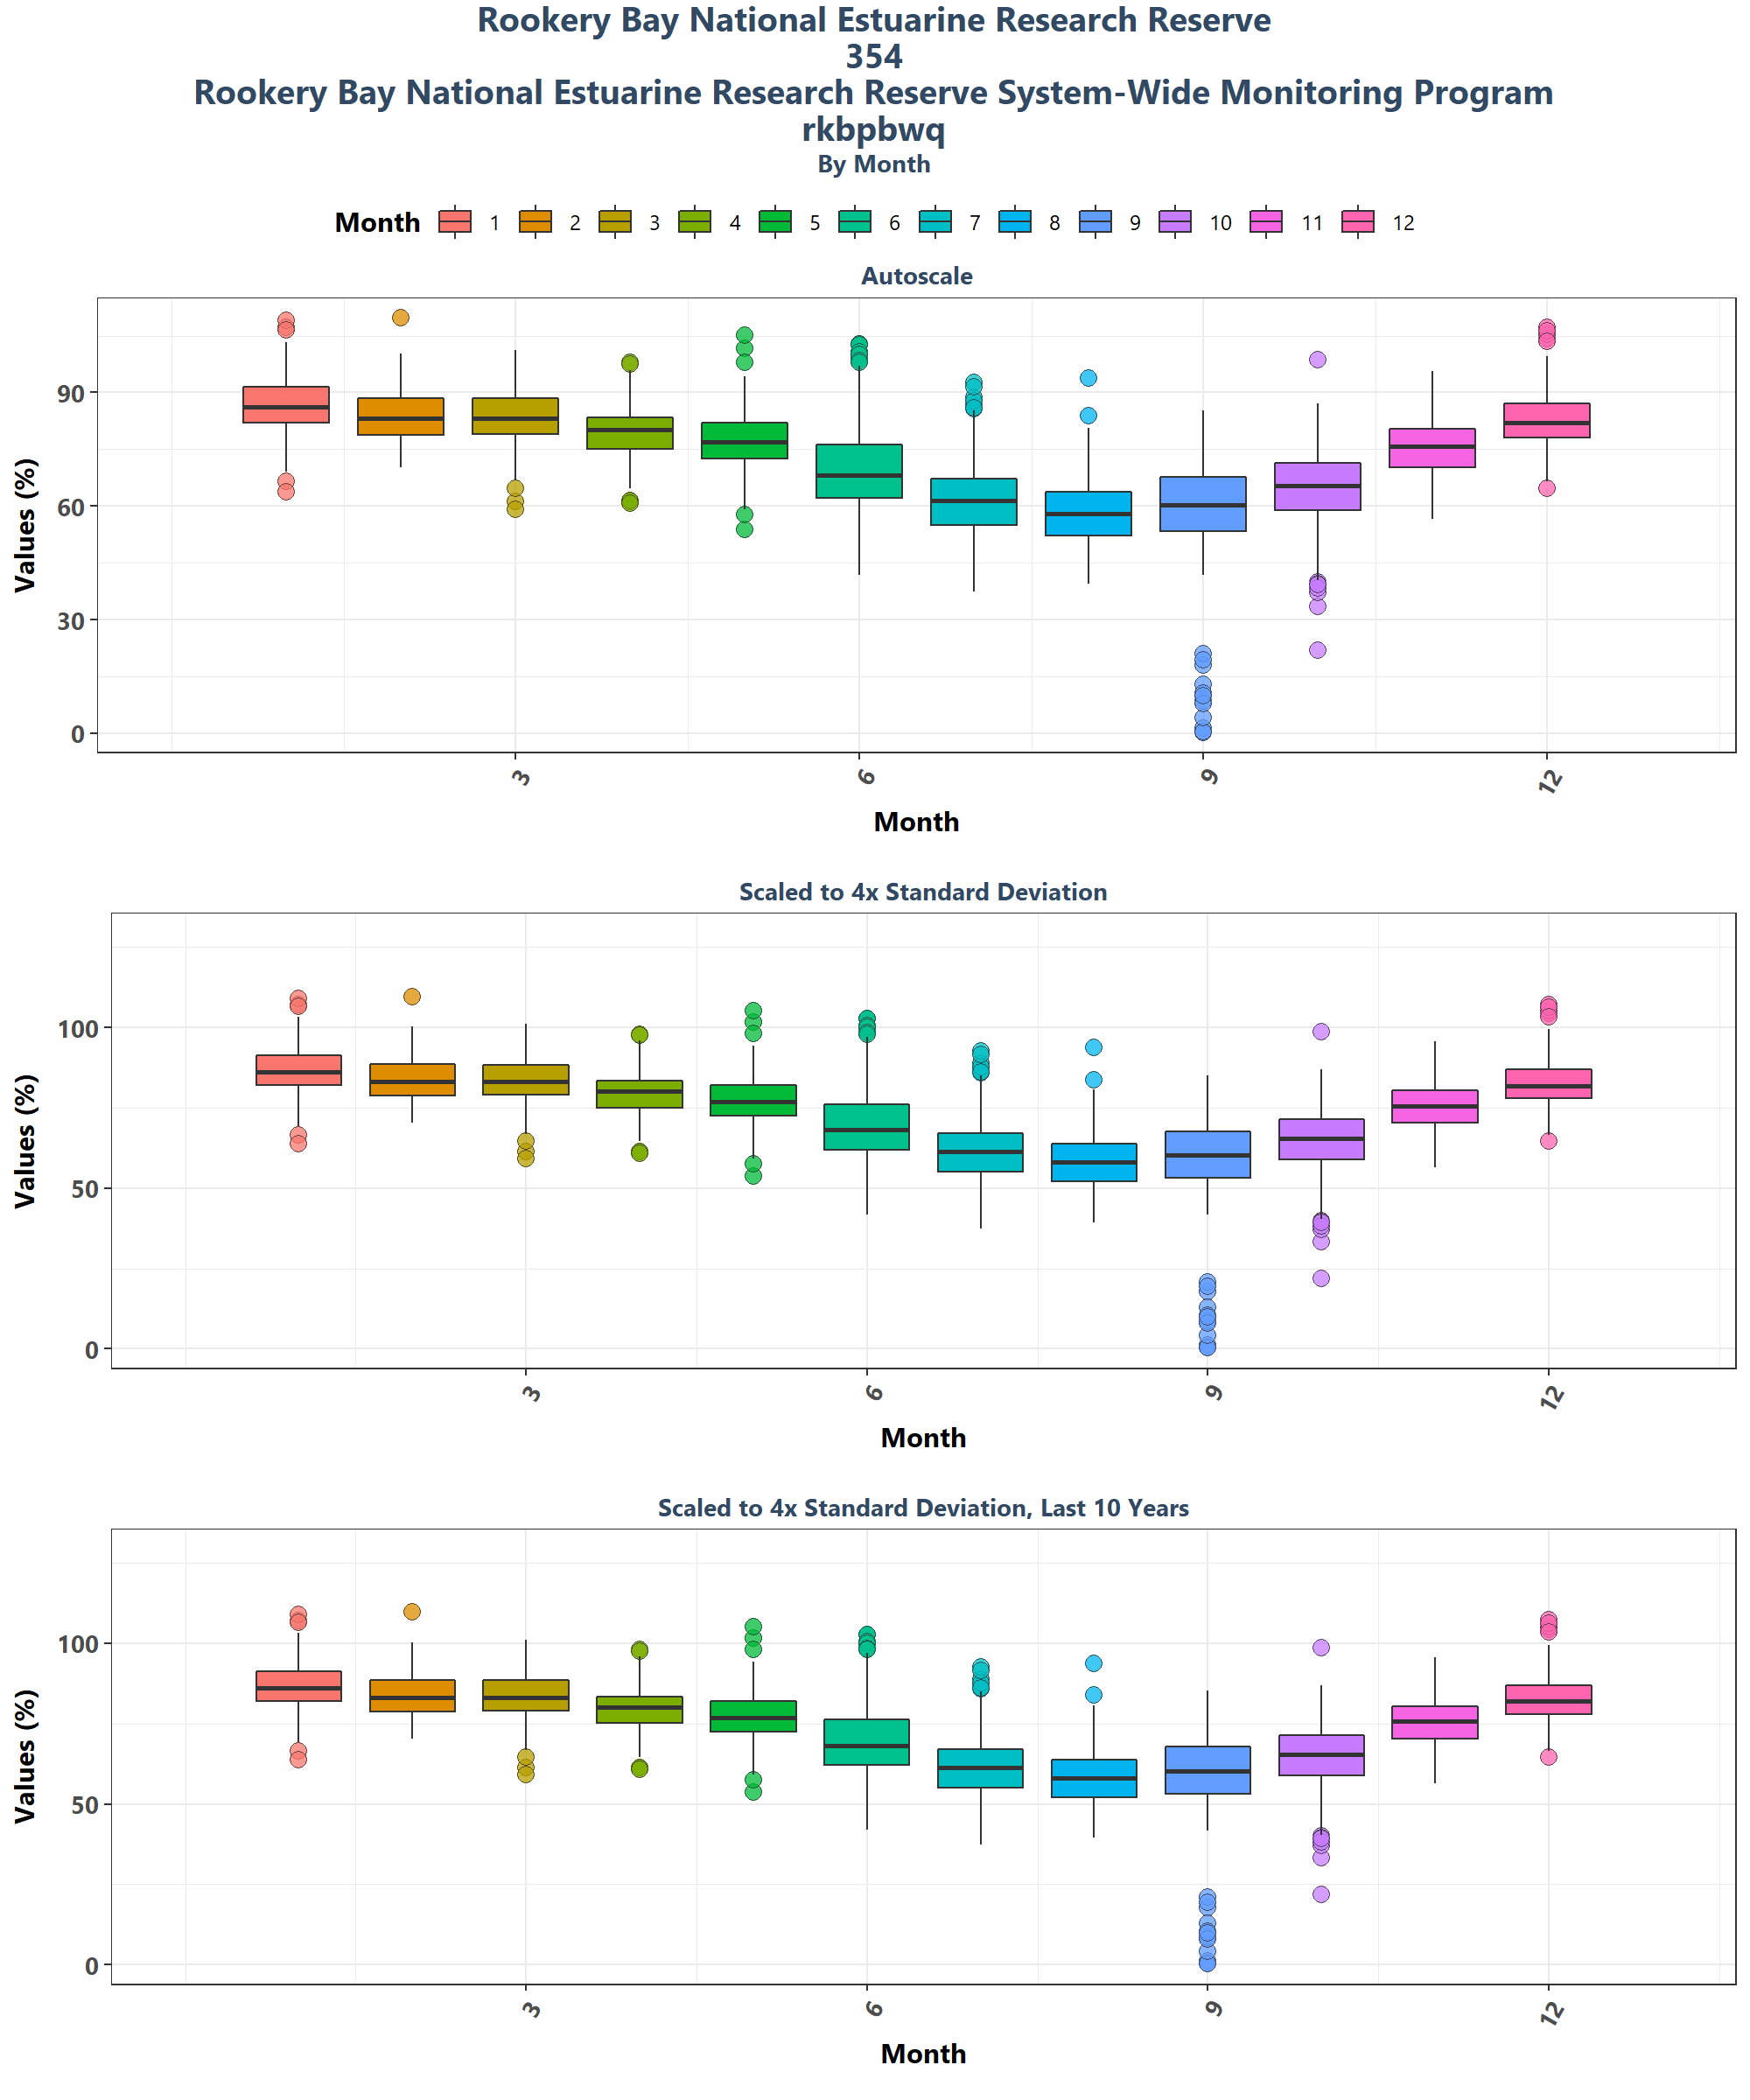 Rookery Bay National Estuarine Research Reserve
354
Rookery Bay National Estuarine Research Reserve System-Wide Monitoring Program
rkbpbwq
By Month
Month 1 2 3 4 5 6 7 8 9 10 11 12
Autoscale
Values (%)
90
60
30
0
3 6 9 12
Month
Scaled to 4x Standard Deviation
Values (%)
100
50
0
3 6 9 12
Month
Scaled to 4x Standard Deviation, Last 10 Years
Values (%)
100
50
0
3 6 9 12
Month